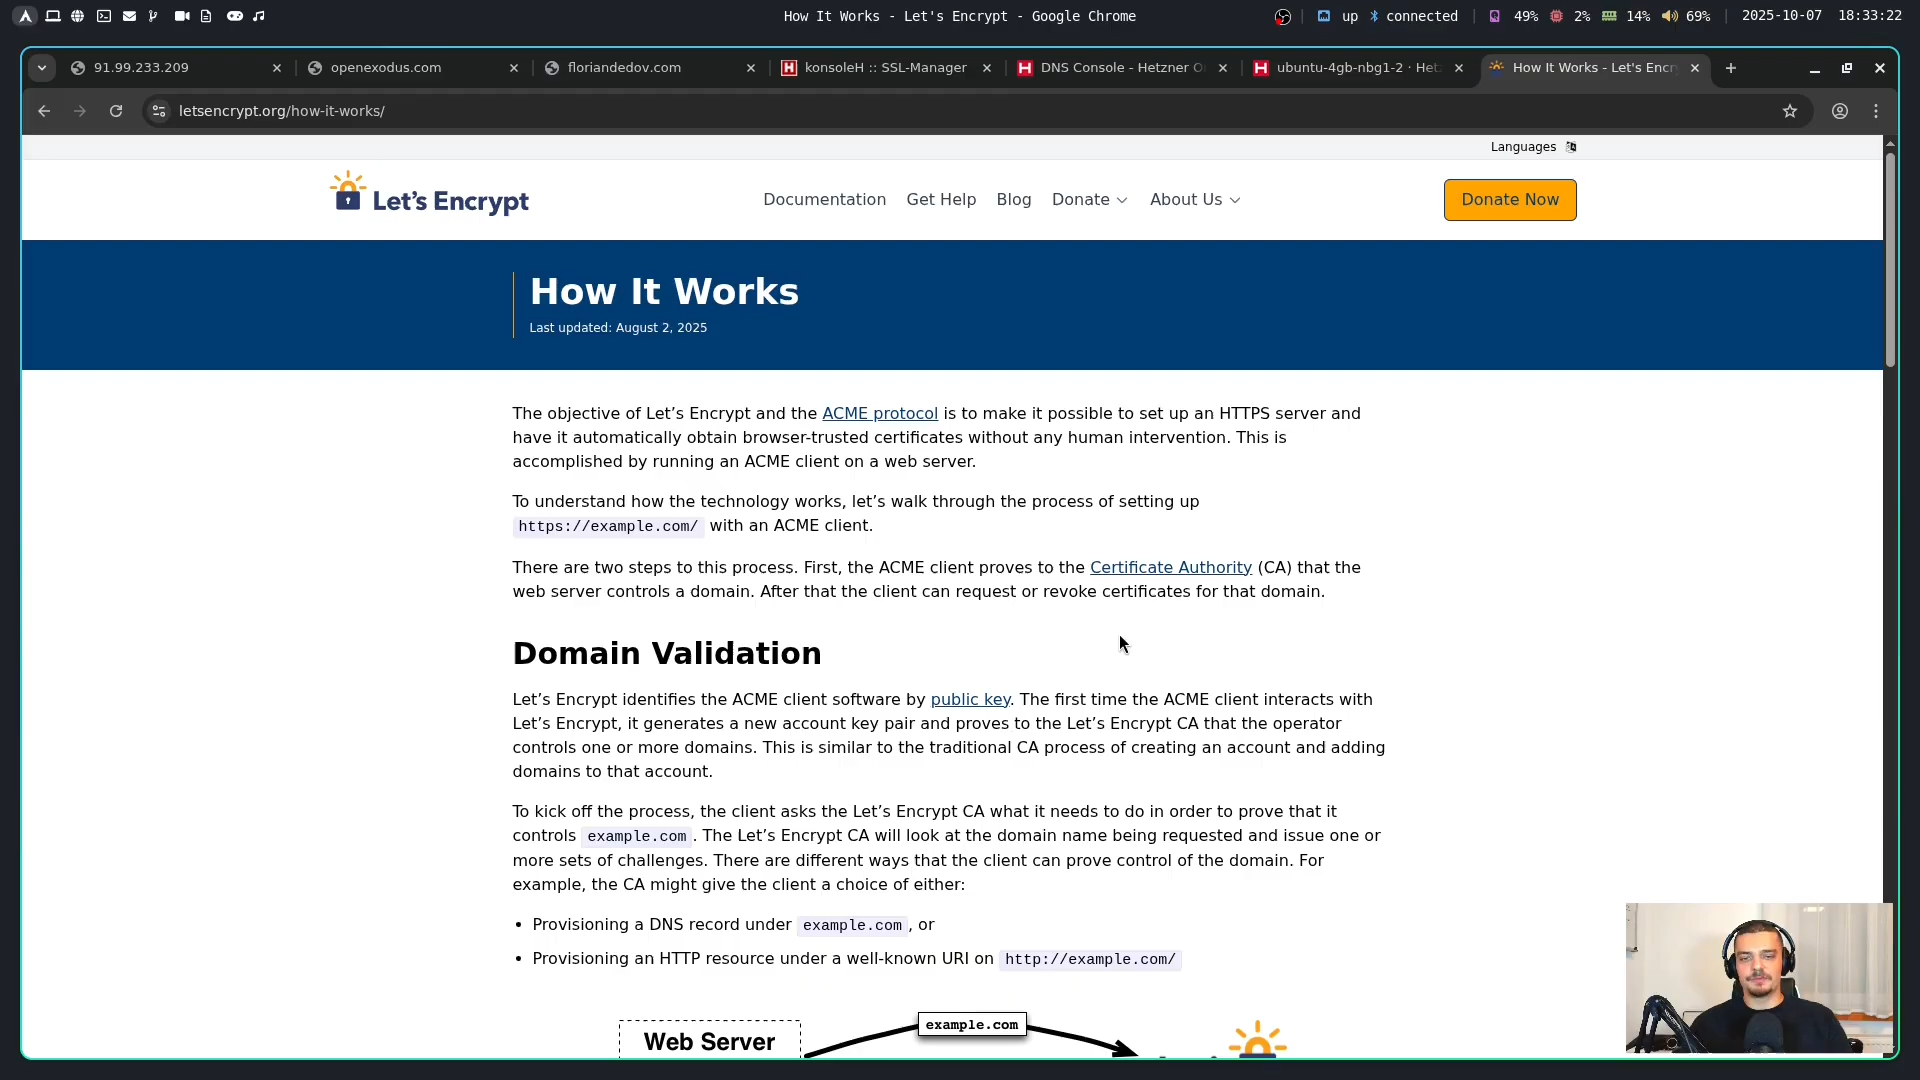 How It Works - Let's Encrypt - Google Chrome
up
connected
49%
2%
14%
69%
2025-10-07 18:33:22
91.99.233.209
openexodus.com
floriandedov.com
konsoleH :: SSL-Manager
DNS Console - Hetzner O
ubuntu-4gb-nbg1-2 · Hetz
How It Works - Let's Encr
letsencrypt.org/how-it-works/
Languages
Let's Encrypt
Documentation
Get Help
Blog
Donate
About Us
Donate Now
How It Works
Last updated: August 2, 2025
The objective of Let’s Encrypt and the ACME protocol is to make it possible to set up an HTTPS server and
have it automatically obtain browser-trusted certificates without any human intervention. This is
accomplished by running an ACME client on a web server.
To understand how the technology works, let’s walk through the process of setting up
https://example.com/ with an ACME client.
There are two steps to this process. First, the ACME client proves to the Certificate Authority (CA) that the
web server controls a domain. After that the client can request or revoke certificates for that domain.
Domain Validation
Let’s Encrypt identifies the ACME client software by public key. The first time the ACME client interacts with
Let’s Encrypt, it generates a new account key pair and proves to the Let’s Encrypt CA that the operator
controls one or more domains. This is similar to the traditional CA process of creating an account and adding
domains to that account.
To kick off the process, the client asks the Let’s Encrypt CA what it needs to do in order to prove that it
controls example.com. The Let’s Encrypt CA will look at the domain name being requested and issue one or
more sets of challenges. There are different ways that the client can prove control of the domain. For
example, the CA might give the client a choice of either:
• Provisioning a DNS record under example.com, or
• Provisioning an HTTP resource under a well-known URI on http://example.com/
example.com
Web Server